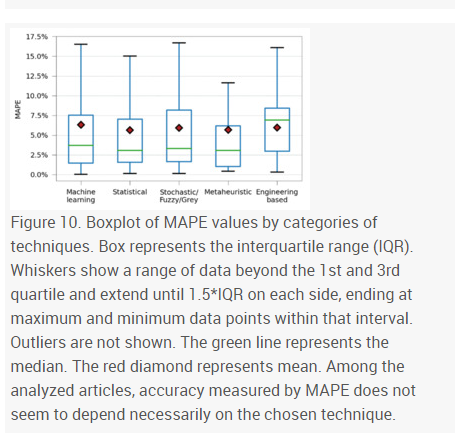 17.5%
15.0%
12.5%
10.0%
7.5%
5.0%
2.5%
0.0%
MAPE
Machine learning
Statistical
Stochastic/ Fuzzy/Grey
Metaheuristic
Engineering based
Figure 10. Boxplot of MAPE values by categories of
techniques. Box represents the interquartile range (IQR).
Whiskers show a range of data beyond the 1st and 3rd
quartile and extend until 1.5*IQR on each side, ending at
maximum and minimum data points within that interval.
Outliers are not shown. The green line represents the
median. The red diamond represents mean. Among the
analyzed articles, accuracy measured by MAPE does not
seem to depend necessarily on the chosen technique.